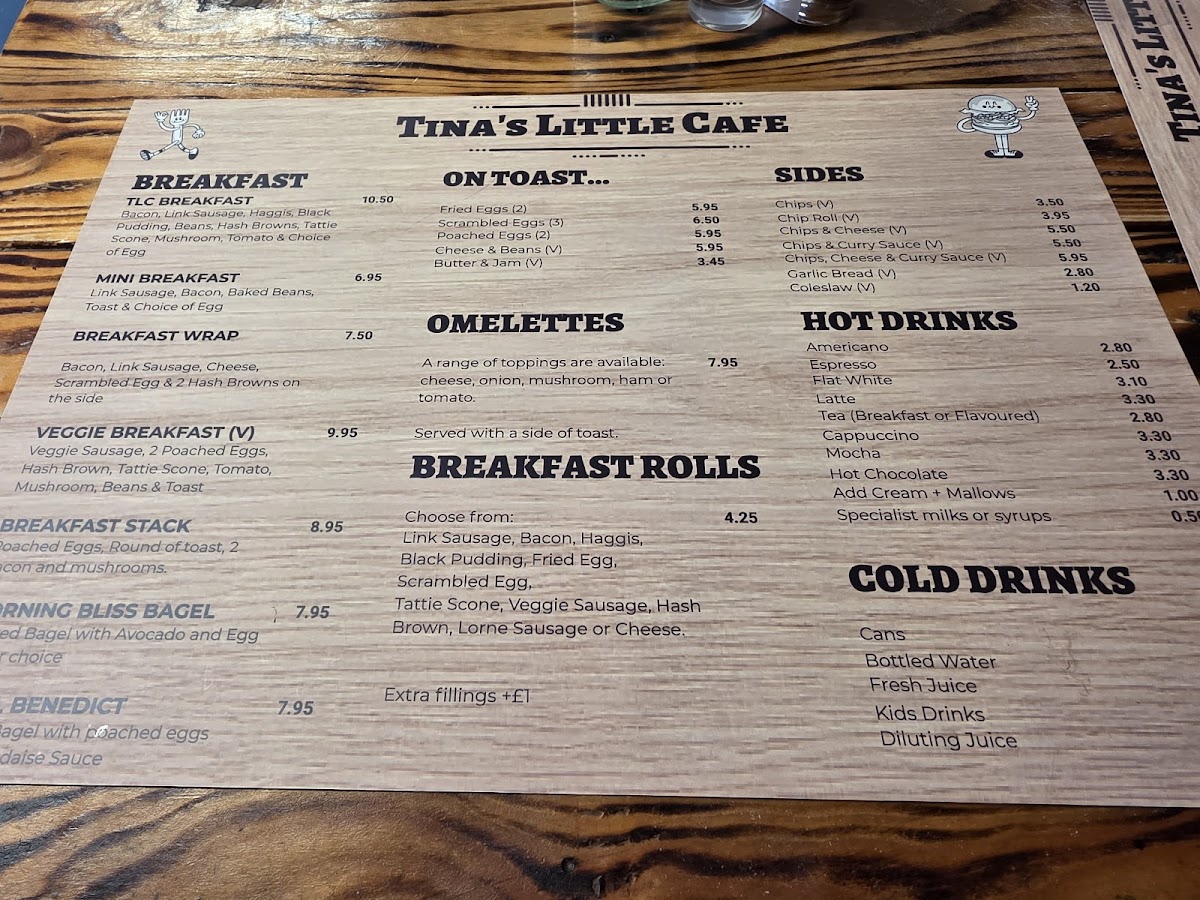 TINA'S LITTLE CAFE
BREAKFAST
TLC BREAKFAST 10.50
Bacon, Link Sausage, Haggis, Black
Pudding, Beans, Hash Browns, Tattie
Scone, Mushroom, Tomato & Choice
of Egg
MINI BREAKFAST 6.95
Link Sausage, Bacon, Baked Beans,
Toast & Choice of Egg
BREAKFAST WRAP 7.50
Bacon, Link Sausage, Cheese,
Scrambled Egg & 2 Hash Browns on
the side
VEGGIE BREAKFAST (V) 9.95
Veggie Sausage, 2 Poached Eggs,
Hash Brown, Tattie Scone, Tomato,
Mushroom, Beans & Toast
BREAKFAST STACK 8.95
Poached Eggs, Round of toast, 2
and mushrooms.
BLISS BAGEL 7.95
Bagel with Avocado and Egg
choice
BENEDICT 7.95
Bagel with poached eggs
Sauce
ON TOAST...
Fried Eggs (2) 5.95
Scrambled Eggs (3) 6.50
Poached Eggs (2) 5.95
Cheese & Beans (V) 5.95
Butter & Jam (V) 3.45
OMELETTES
A range of toppings are available: 7.95
cheese, onion, mushroom, ham or
tomato.
Served with a side of toast.
BREAKFAST ROLLS
Choose from: 4.25
Link Sausage, Bacon, Haggis,
Black Pudding, Fried Egg,
Scrambled Egg,
Tattie Scone, Veggie Sausage, Hash
Brown, Lorne Sausage or Cheese.
Extra fillings +£1
SIDES
Chips (V) 3.50
Chip Roll (V) 3.95
Chips & Cheese (V) 5.50
Chips & Curry Sauce (V) 5.50
Chips, Cheese & Curry Sauce (V) 5.95
Garlic Bread (V) 2.80
Coleslaw (V) 1.20
HOT DRINKS
Americano 2.80
Espresso 2.50
Flat White 3.10
Latte 3.30
Tea (Breakfast or Flavoured) 2.80
Cappuccino 3.30
Mocha 3.30
Hot Chocolate 3.30
Add Cream + Mallows 1.00
Specialist milks or syrups 0.50
COLD DRINKS
Cans
Bottled Water
Fresh Juice
Kids Drinks
Diluting Juice
TINA'S